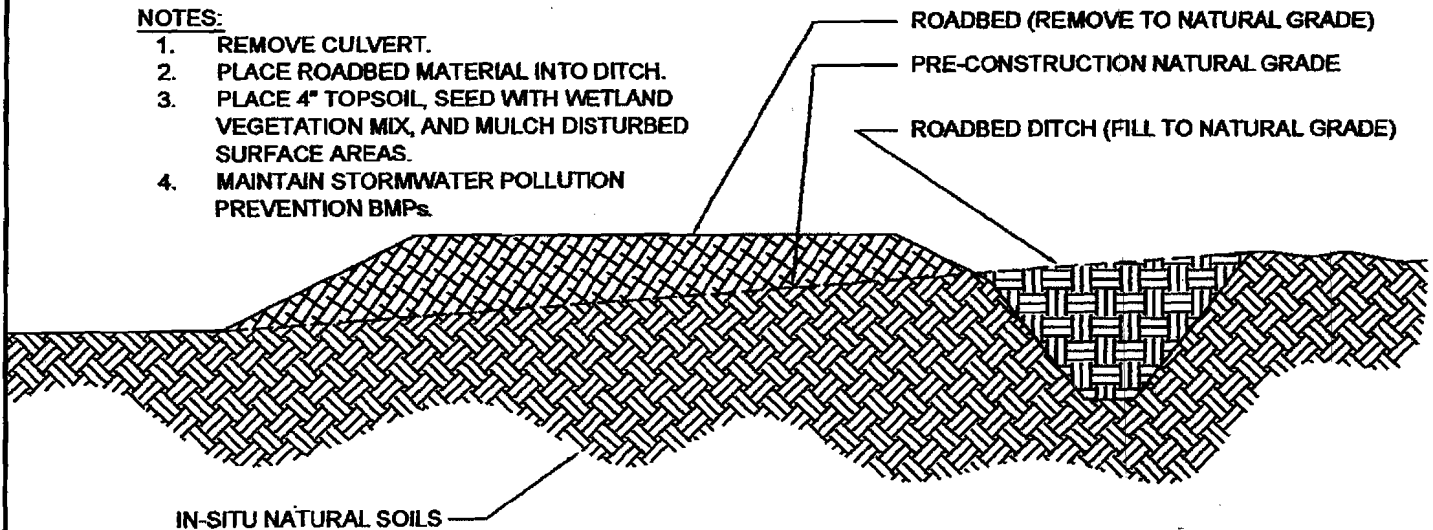 NOTES:
1. REMOVE CULVERT.
2. PLACE ROADBED MATERIAL INTO DITCH.
3. PLACE 4" TOPSOIL, SEED WITH WETLAND
VEGETATION MIX, AND MULCH DISTURBED
SURFACE AREAS.
4. MAINTAIN STORMWATER POLLUTION
PREVENTION BMPs.
ROADBED (REMOVE TO NATURAL GRADE)
PRE-CONSTRUCTION NATURAL GRADE
ROADBED DITCH (FILL TO NATURAL GRADE)
IN-SITU NATURAL SOILS